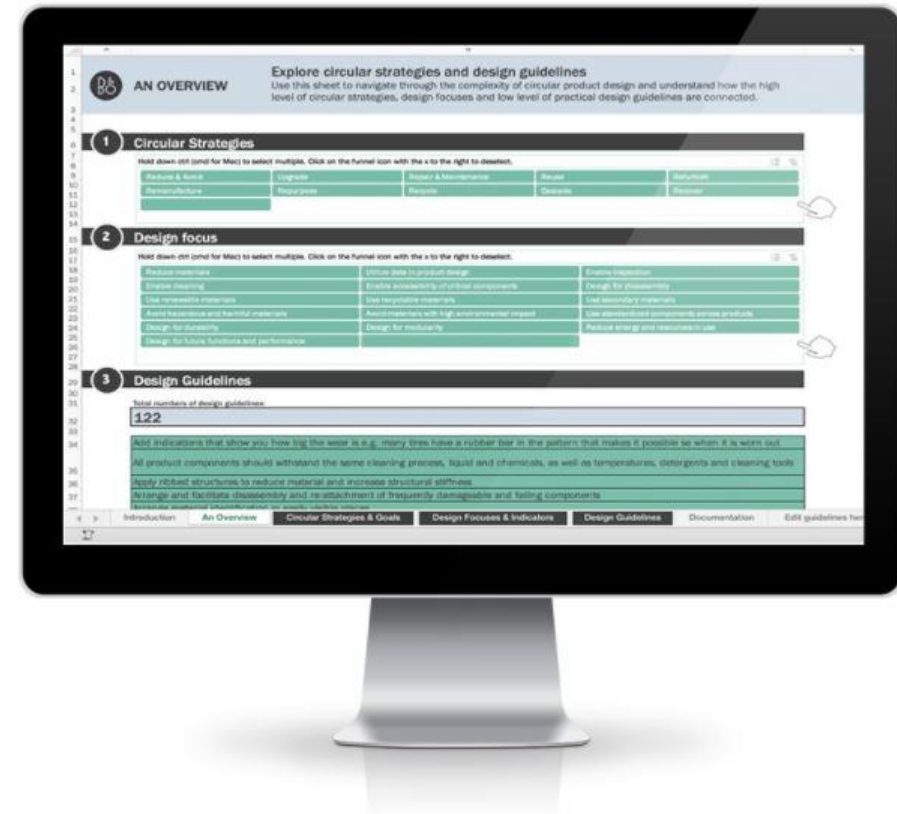 B&O
AN OVERVIEW
Explore circular strategies and design guidelines
Use this sheet to navigate through the complexity of circular product design and understand how the high
level of circular strategies, design focuses and low level of practical design guidelines are connected.
1 Circular Strategies
Hold down ctrl (cmd for Mac) to select multiple. Click on the funnel icon with the x to the right to deselect.
Reduce & Avoid Upgrade Repair & Maintenance Reuse Refurbish
Remanufacture Repurpose Recycle Cascade Recover
2 Design focus
Hold down ctrl (cmd for Mac) to select multiple. Click on the funnel icon with the x to the right to deselect.
Reduce materials Utilize data in product design Enable inspection
Enable cleaning Enable accessibility of critical components Design for disassembly
Use renewable materials Use recyclable materials Use secondary materials
Avoid hazardous and harmful materials Avoid materials with high environmental impact Use standardized components across products
Design for durability Design for modularity Reduce energy and resources in use
Design for future functions and performance
3 Design Guidelines
Total numbers of design guidelines
122
Add indications that show you how big the wear is e.g. many tires have a rubber bar in the pattern that makes it possible se when it is worn out
All product components should withstand the same cleaning process, liquid and chemicals, as well as temperatures, detergents and cleaning tools
Apply ribbed structures to reduce material and increase structural stiffness
Arrange and facilitate disassembly and re-attachment of frequently damageable and failing components
Arrange material identification in easily visible places
Introduction An Overview Circular Strategies & Goals Design Focuses & Indicators Design Guidelines Documentation Edit guidelines her